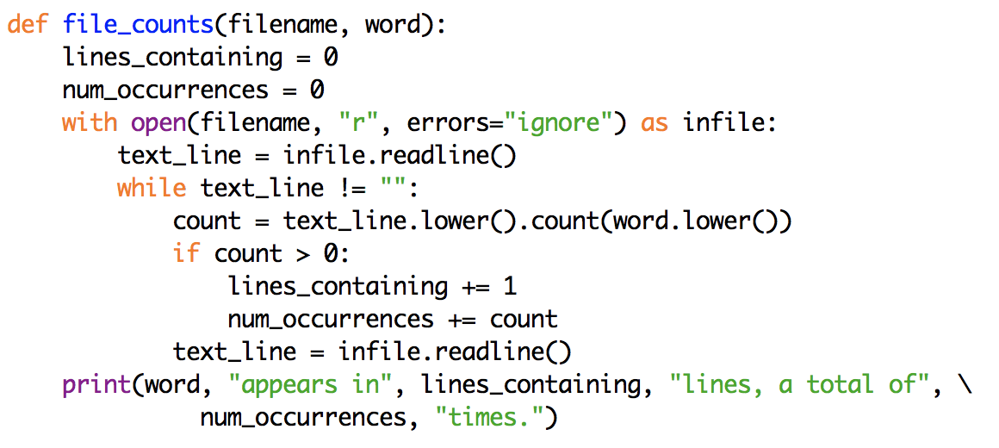 def file_counts(filename, word):
    lines_containing = 0
    num_occurrences = 0
    with open(filename, "r", errors="ignore") as infile:
        text_line = infile.readline()
        while text_line != "":
            count = text_line.lower().count(word.lower())
            if count > 0:
                lines_containing += 1
                num_occurrences += count
            text_line = infile.readline()
    print(word, "appears in", lines_containing, "lines, a total of", \
              num_occurrences, "times.")